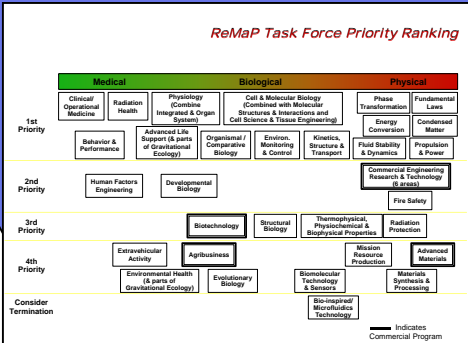 ReMaP Task Force Priority Ranking
Medical
Biological
Physical
1st
Priority
Clinical/
Operational
Medicine
Radiation
Health
Physiology
(Combine
Integrated & Organ
System)
Cell & Molecular Biology
(Combined with Molecular
Structures & Interactions and
Cell Science & Tissue Engineering)
Phase
Transformation
Fundamental
Laws
Energy
Conversion
Condensed
Matter
Behavior &
Performance
Advanced Life
Support (& parts
of Gravitational
Ecology)
Organismal /
Comparative
Biology
Environ.
Monitoring
& Control
Kinetics,
Structure &
Transport
Fluid Stability
& Dynamics
Propulsion
& Power
2nd
Priority
Human Factors
Engineering
Developmental
Biology
Commercial Engineering
Research & Technology
(6 areas)
Fire Safety
3rd
Priority
Biotechnology
Structural
Biology
Thermophysical,
Physiochemical &
Biophysical Properties
Radiation
Protection
4th
Priority
Extravehicular
Activity
Agribusiness
Mission
Resource
Production
Advanced
Materials
Environmental Health
(& parts of
Gravitational Ecology)
Evolutionary
Biology
Biomolecular
Technology
& Sensors
Materials
Synthesis &
Processing
Consider
Termination
Bio-inspired/
Microfluidics
Technology
Indicates
Commercial Program